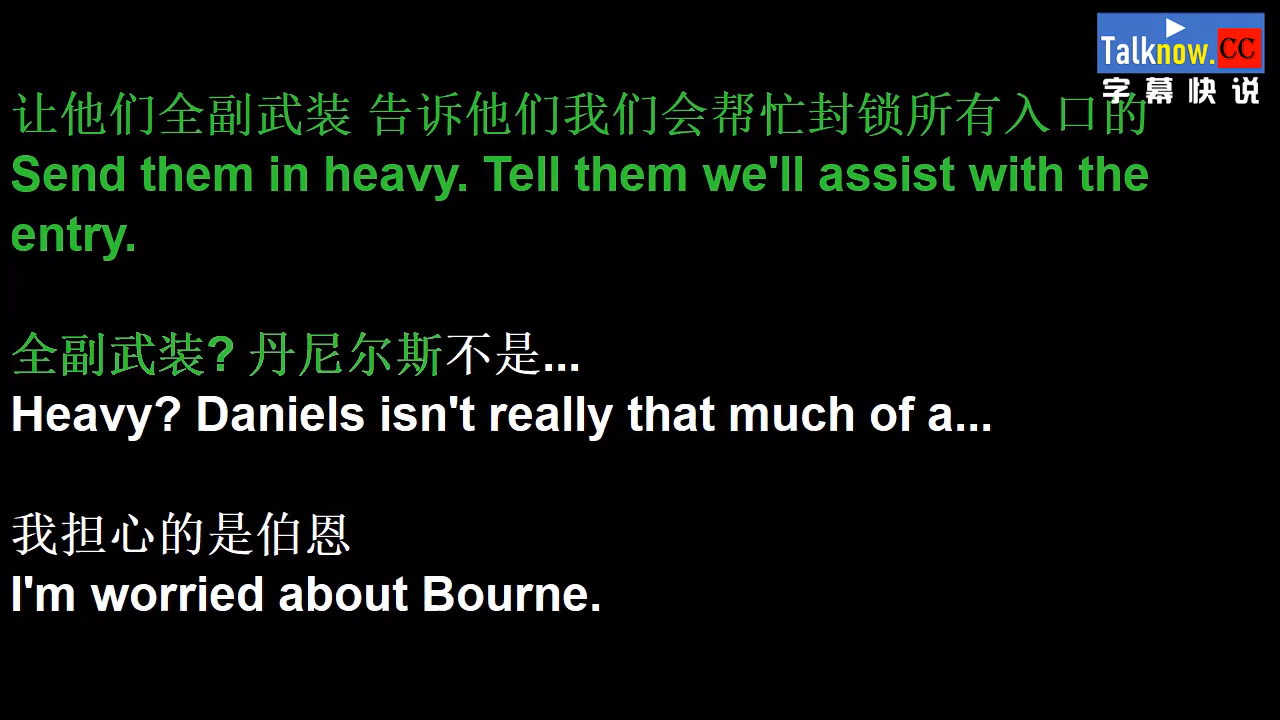 Talknow.CC
字幕快说
让他们全副武装 告诉他们我们会帮忙封锁所有入口的
Send them in heavy. Tell them we'll assist with the
entry.
全副武装? 丹尼尔斯不是...
Heavy? Daniels isn't really that much of a...
我担心的是伯恩
I'm worried about Bourne.